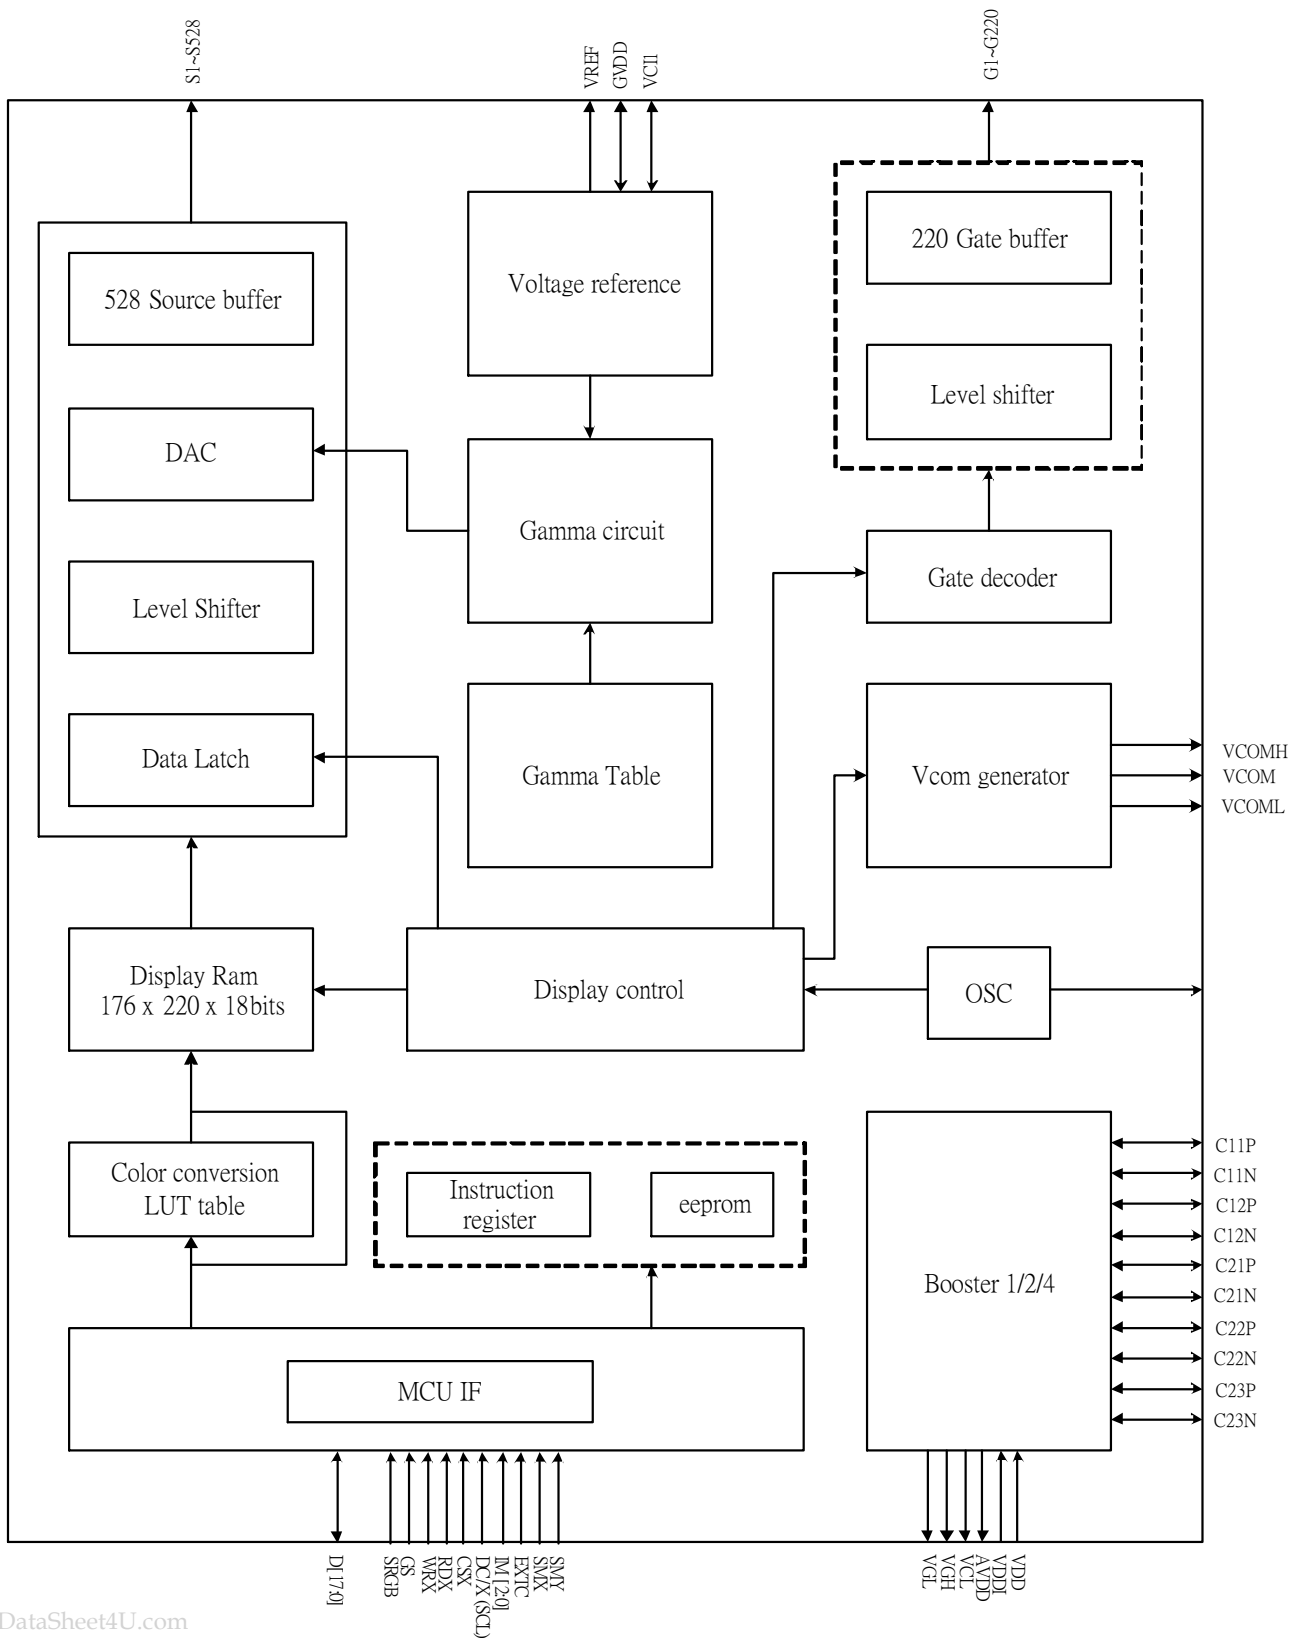 S1~S528
VREF
GVDD
VCI1
G1~G220
528 Source buffer
DAC
Level Shifter
Data Latch
Voltage reference
Gamma circuit
Gamma Table
220 Gate buffer
Level shifter
Gate decoder
Vcom generator
VCOMH
VCOM
VCOML
Display Ram
176 x 220 x 18bits
Display control
OSC
Color conversion
LUT table
Instruction
register
eeprom
Booster 1/2/4
C11P
C11N
C12P
C12N
C21P
C21N
C22P
C22N
C23P
C23N
MCU IF
D[17:0]
SRGB
GS
WRX
RDX
CSX
DC/X (SCL)
IM [2:0]
EXTC
SMX
SMY
VGL
VGH
VCL
AVDD
VDDI
VDD
DataSheet4U.com